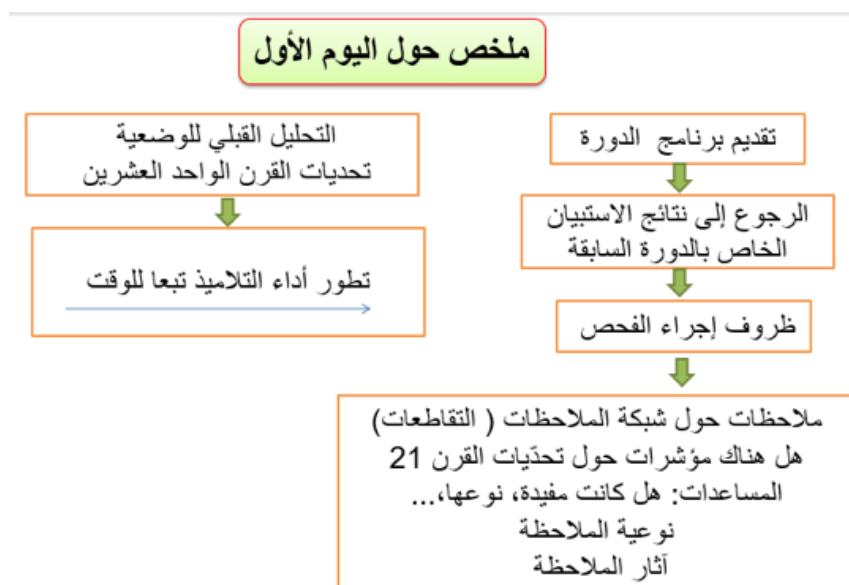 ملخص حول اليوم الأول
تقديم برنامج الدورة
الرجوع إلى نتائج الاستبيان
الخاص بالدورة السابقة
ظروف إجراء الفحص
ملاحظات حول شبكة الملاحظات ( التقاطعات)
هل هناك مؤشرات حول تحدّيات القرن 21
المساعدات: هل كانت مفيدة، نوعها،...
نوعية الملاحظة
آثار الملاحظة
التحليل القبلي للوضعية
تحديات القرن الواحد العشرين
تطور أداء التلاميذ تبعا للوقت